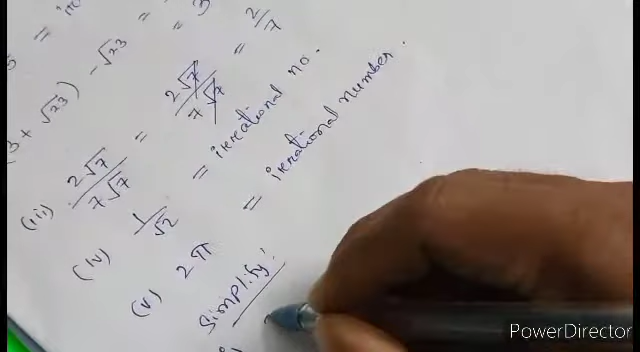 (3 + √23) - √23 =
(iii) 2√7 / 7√7 = 2√7 / 7√7 = 2/7
(iv) 1/√2 = irrational no.
(v) 2π = irrational number.
Simplify:
PowerDirector